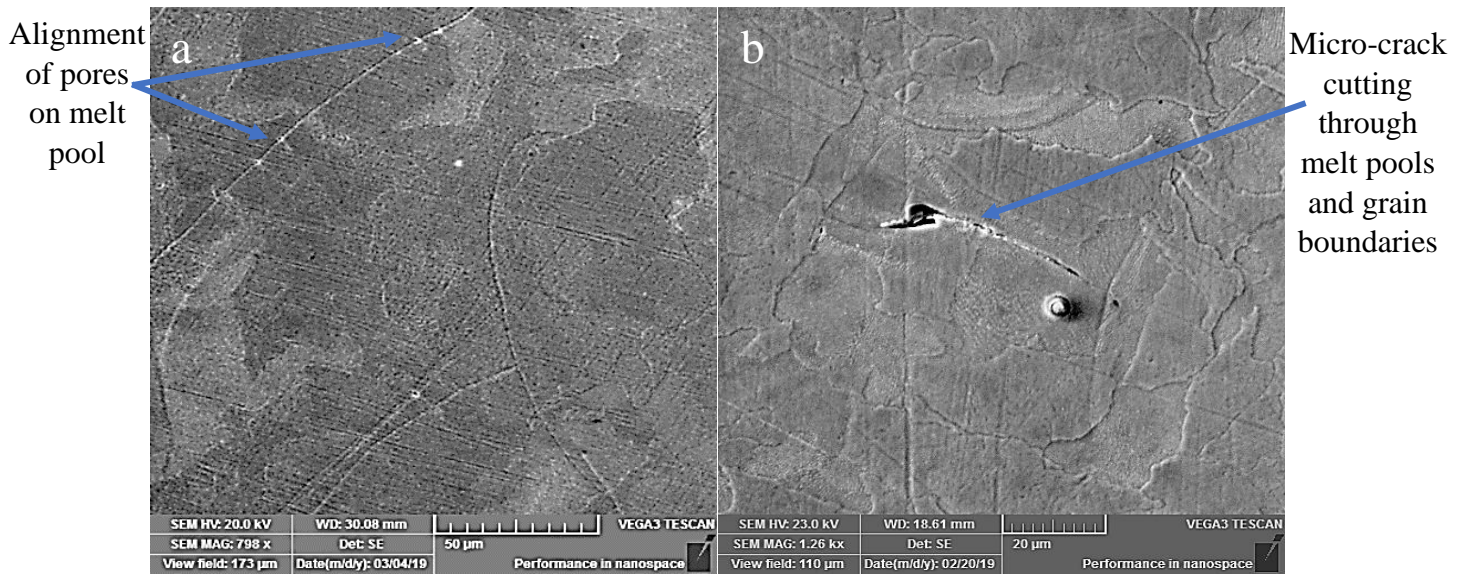 Alignment
of pores
on melt
pool
a
SEM HV: 20.0 kV
WD: 30.08 mm
VEGA3 TESCAN
SEM MAG: 798 x
Det: SE
50 µm
View field: 173 µm
Date(m/d/y): 03/04/19
Performance in nanospace
b
SEM HV: 23.0 kV
WD: 18.61 mm
VEGA3 TESCAN
SEM MAG: 1.26 kx
Det: SE
20 µm
View field: 110 µm
Date(m/d/y): 02/20/19
Performance in nanospace
Micro-crack
cutting
through
melt pools
and grain
boundaries